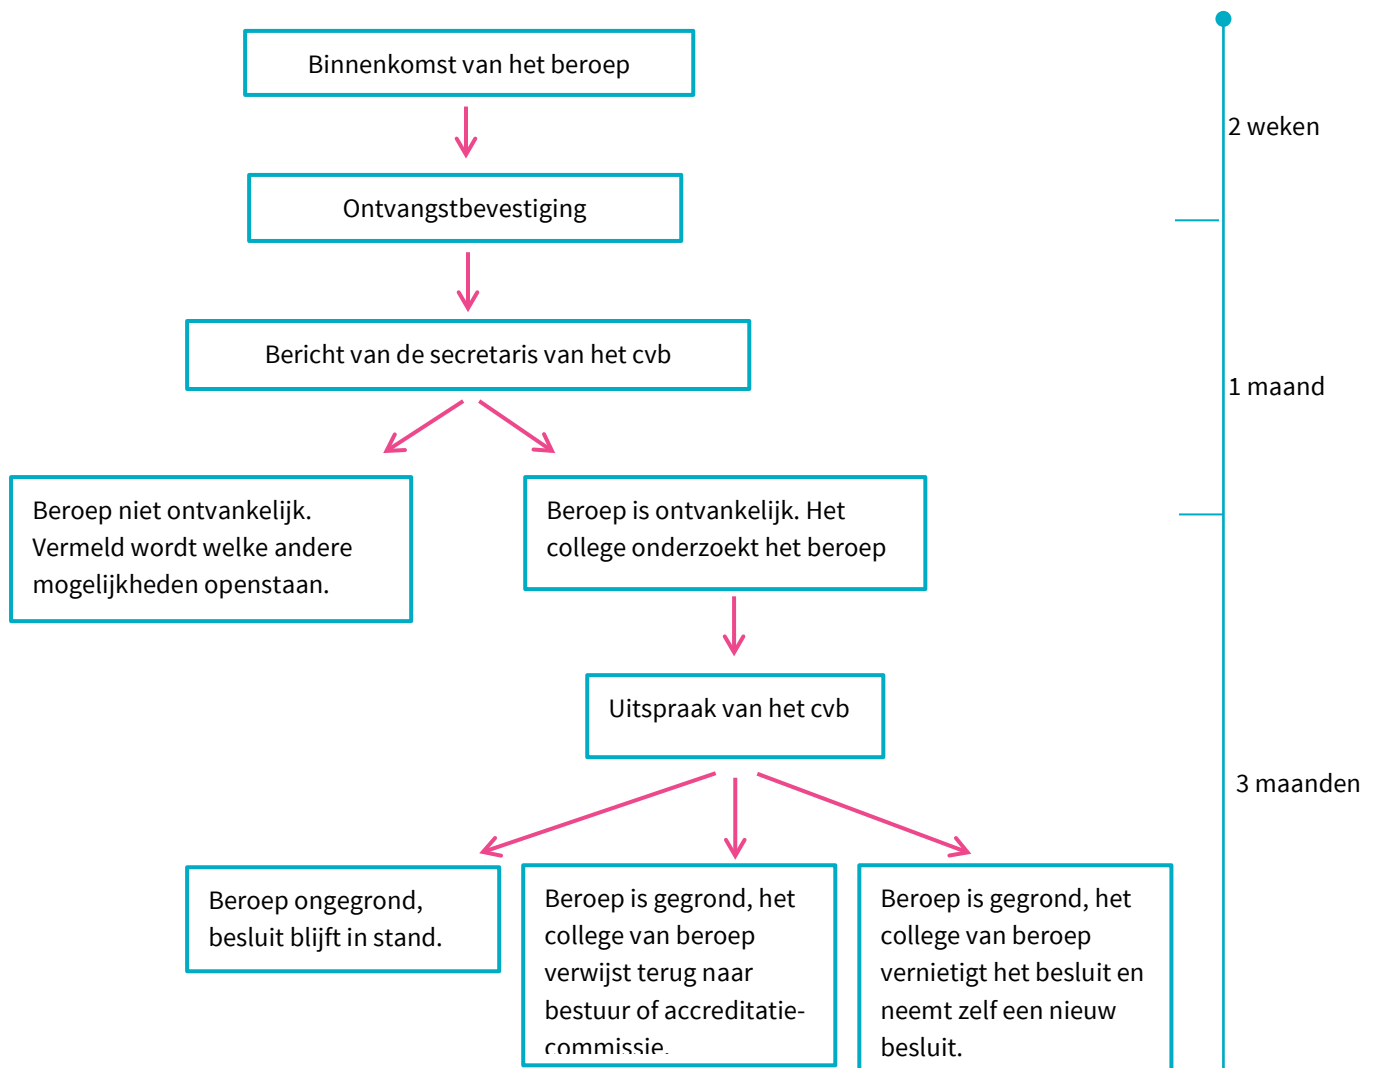 Binnenkomst van het beroep
2 weken
Ontvangstbevestiging
Bericht van de secretaris van het cvb
1 maand
Beroep niet ontvankelijk.
Vermeld wordt welke andere
mogelijkheden openstaan.
Beroep is ontvankelijk. Het
college onderzoekt het beroep
Uitspraak van het cvb
3 maanden
Beroep ongegrond,
besluit blijft in stand.
Beroep is gegrond, het
college van beroep
verwijst terug naar
bestuur of accreditatie-
commissie.
Beroep is gegrond, het
college van beroep
vernietigt het besluit en
neemt zelf een nieuw
besluit.